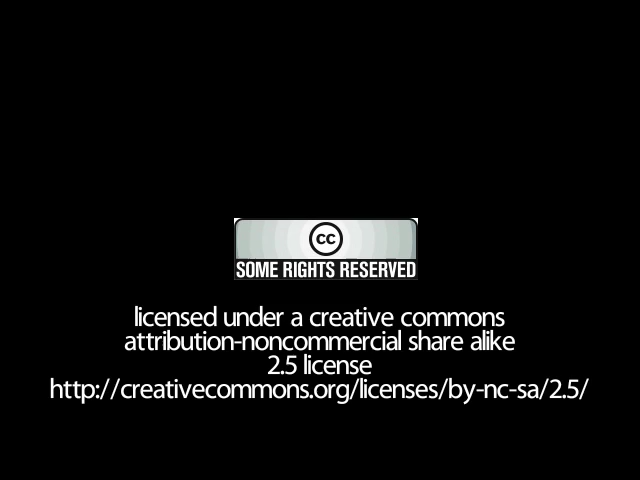 cc
SOME RIGHTS RESERVED
licensed under a creative commons
attribution-noncommercial share alike
2.5 license
http://creativecommons.org/licenses/by-nc-sa/2.5/